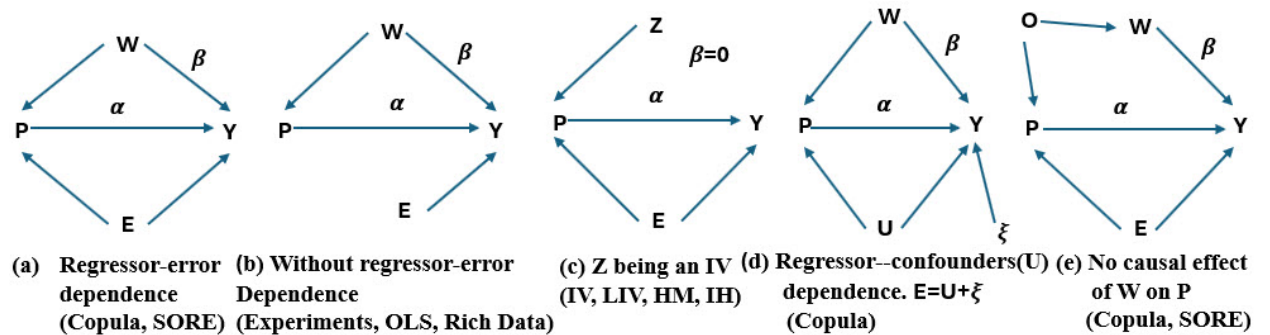 W
β
α
P
Y
E
(a) Regressor-error
dependence
(Copula, SORE)
W
β
α
P
Y
E
(b) Without regressor-error
Dependence
(Experiments, OLS, Rich Data)
Z
β=0
α
P
Y
E
(c) Z being an IV
(IV, LIV, HM, IH)
W
β
α
P
Y
U
ξ
(d) Regressor--confounders(U)
dependence. E=U+ξ
(Copula)
O
W
β
α
P
Y
E
(e) No causal effect
of W on P
(Copula, SORE)